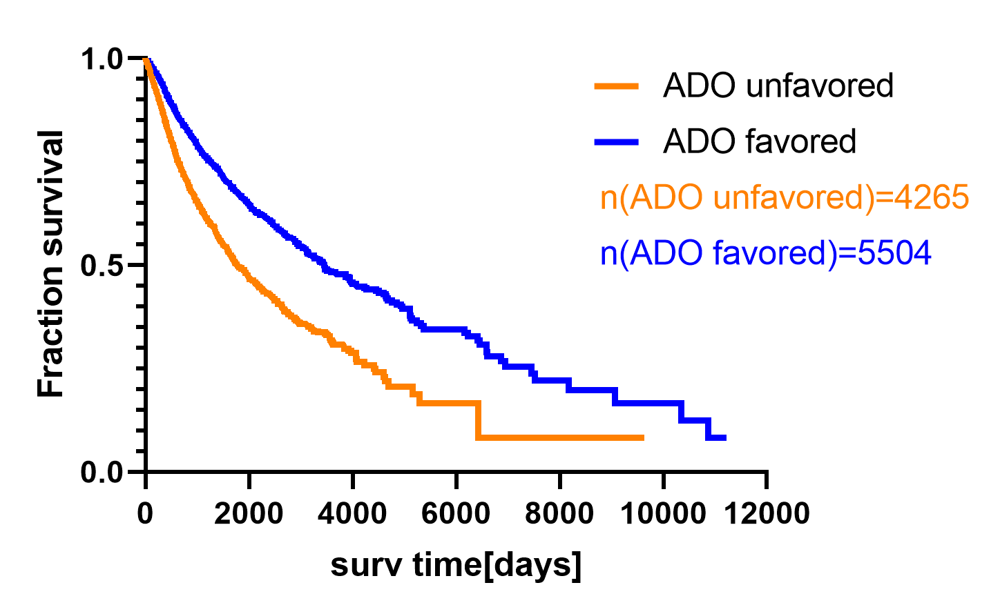 1.0
0.5
0.0
Fraction survival
ADO unfavored
ADO favored
n(ADO unfavored)=4265
n(ADO favored)=5504
0 2000 4000 6000 8000 10000 12000
surv time[days]